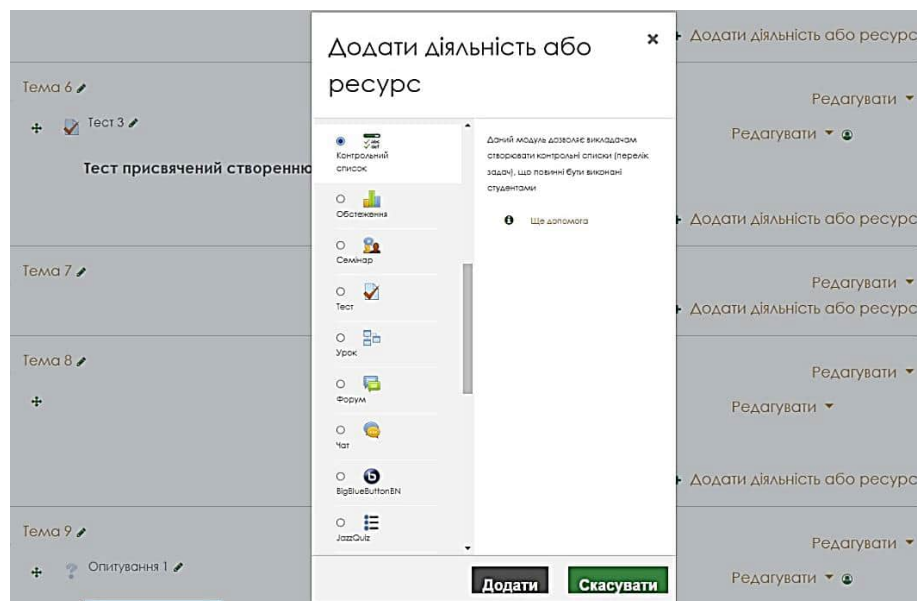 Додати діяльність або
ресурс
×
Контрольний
список
Обстеження
Семінар
Тест
Урок
Форум
Чат
BigBlueButtonEN
JazzQuiz
Даний модуль дозволяє викладачам
створювати контрольні списки (перелік
задач), що повинні бути виконані
студентами
Ще допомога
Додати
Скасувати
Додати діяльність або ресурс
Тема 6
Редагувати
Тест 3
Редагувати
Тест присвячений створенню
Додати діяльність або ресурс
Тема 7
Редагувати
Додати діяльність або ресурс
Тема 8
Редагувати
Редагувати
Додати діяльність або ресурс
Тема 9
Редагувати
Опитування 1
Редагувати